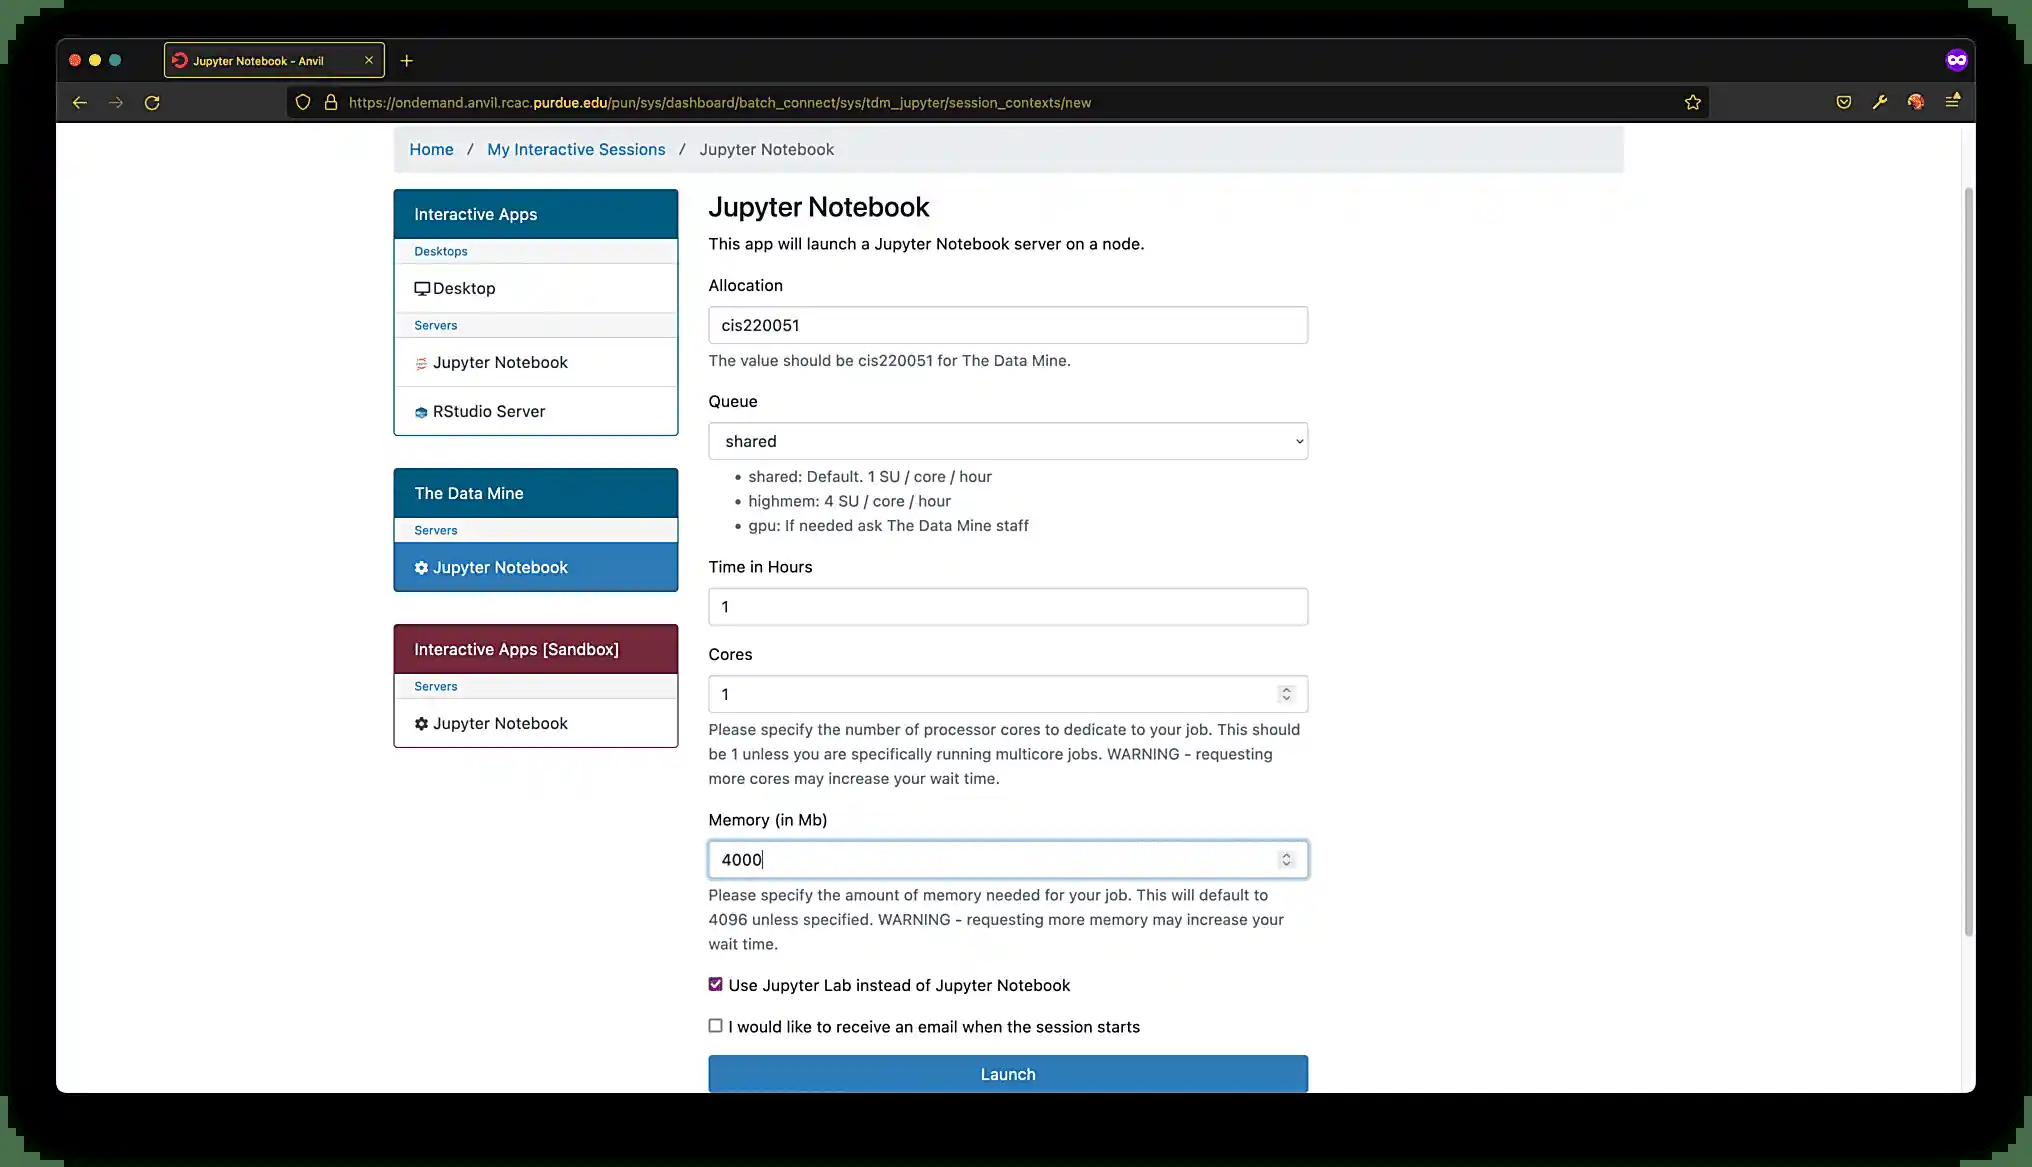 Jupyter Notebook - Anvil
https://ondemand.anvil.rcac.purdue.edu/pun/sys/dashboard/batch_connect/sys/tdm_jupyter/session_contexts/new
Home / My Interactive Sessions / Jupyter Notebook
Interactive Apps
Desktops
Desktop
Servers
Jupyter Notebook
RStudio Server
The Data Mine
Servers
Jupyter Notebook
Interactive Apps [Sandbox]
Servers
Jupyter Notebook
Jupyter Notebook
This app will launch a Jupyter Notebook server on a node.
Allocation
cis220051
The value should be cis220051 for The Data Mine.
Queue
shared
• shared: Default. 1 SU / core / hour
• highmem: 4 SU / core / hour
• gpu: If needed ask The Data Mine staff
Time in Hours
1
Cores
1
Please specify the number of processor cores to dedicate to your job. This should
be 1 unless you are specifically running multicore jobs. WARNING - requesting
more cores may increase your wait time.
Memory (in Mb)
4000
Please specify the amount of memory needed for your job. This will default to
4096 unless specified. WARNING - requesting more memory may increase your
wait time.
Use Jupyter Lab instead of Jupyter Notebook
I would like to receive an email when the session starts
Launch